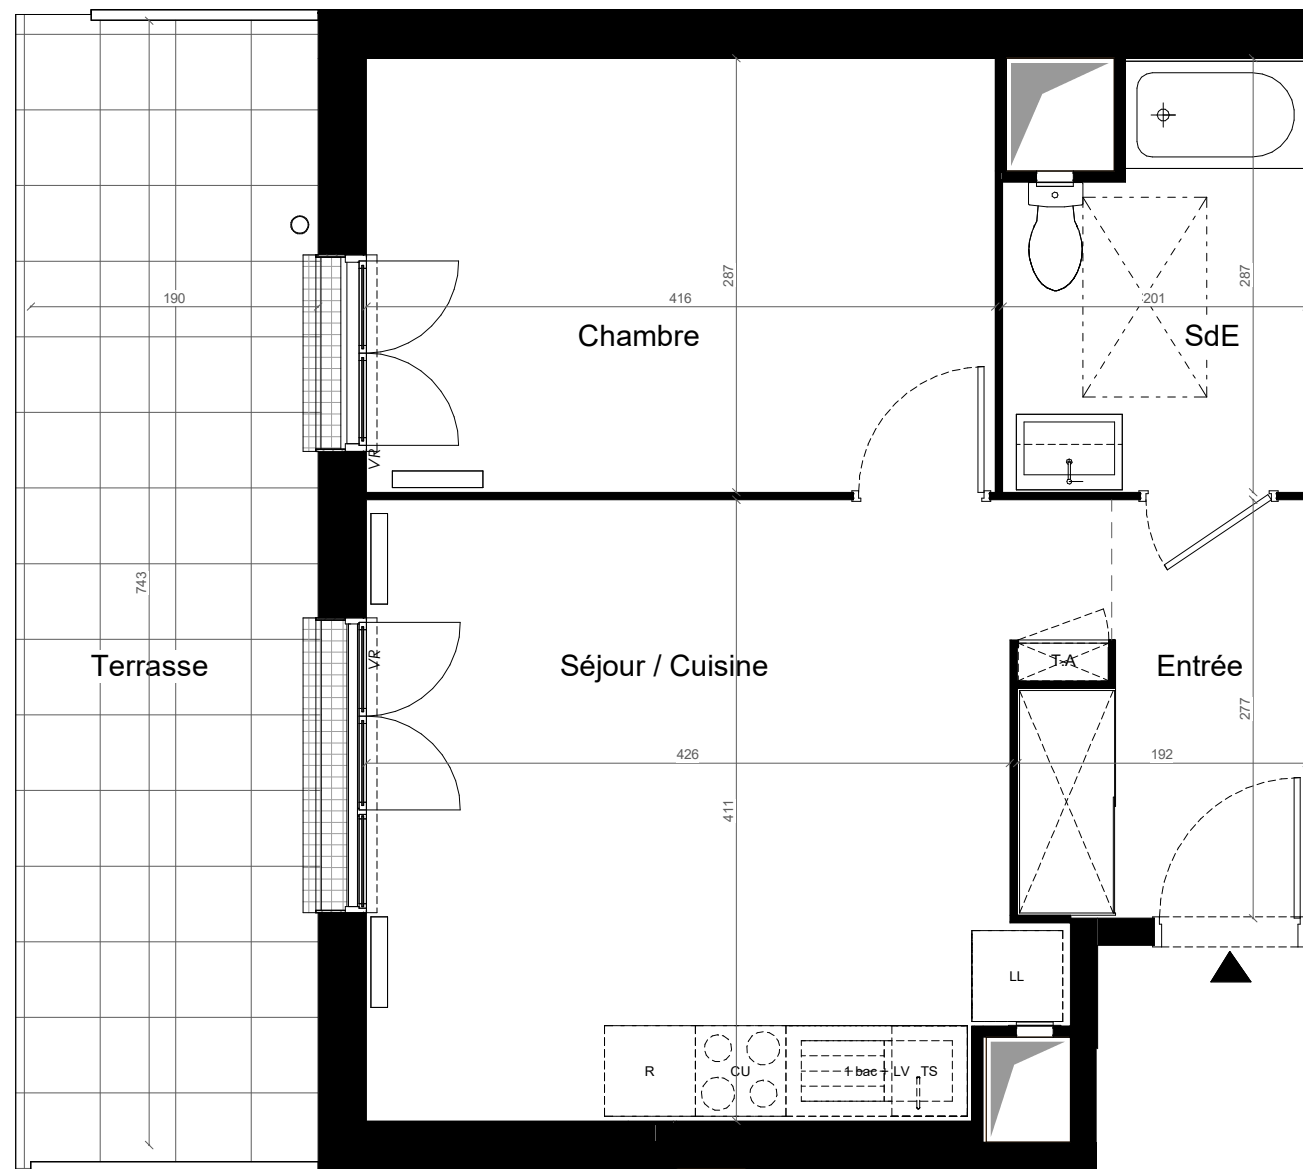 287
287
190
416
201
Chambre
SdE
VR
743
VR
T.A
Terrasse
Séjour / Cuisine
Entrée
277
426
192
411
LL
R
CU
1 bac + LV
TS